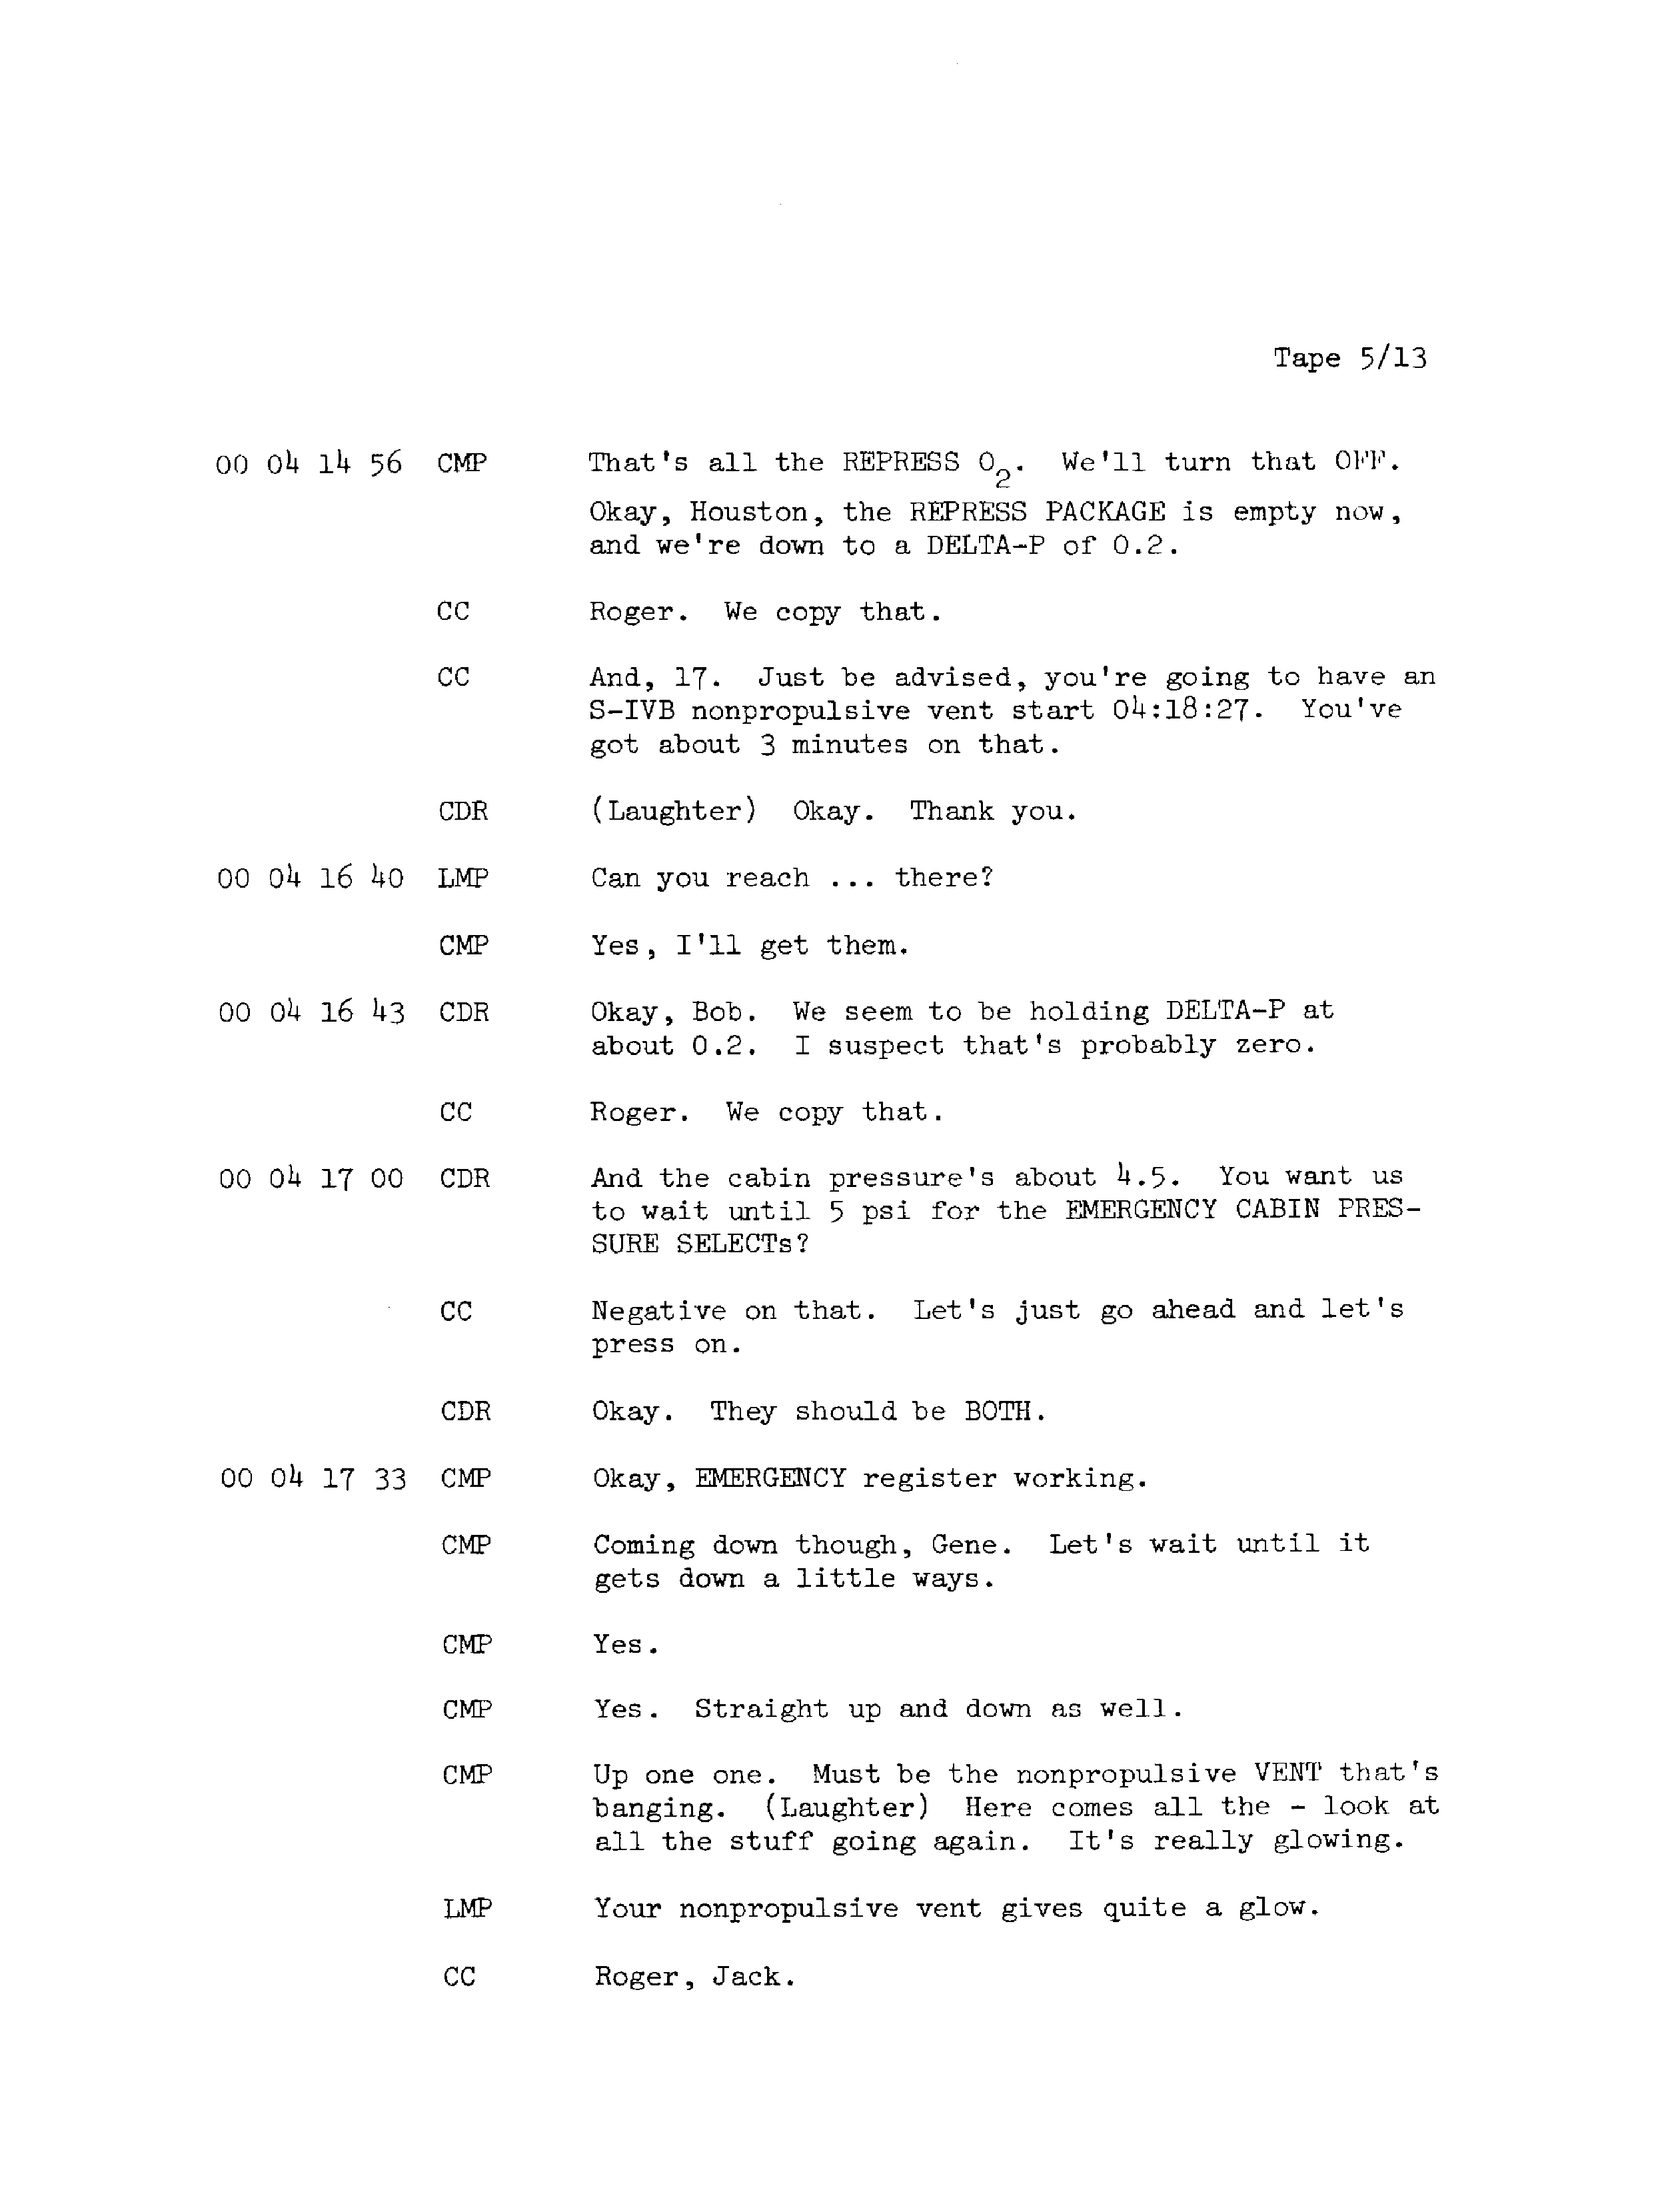 Tape 5/13
00 04 14 56 CMP That's all the REPRESS O2. We'll turn that OFF.
Okay, Houston, the REPRESS PACKAGE is empty now,
and we're down to a DELTA-P of 0.2.
CC Roger. We copy that.
CC And, 17. Just be advised, you're going to have an
S-IVB nonpropulsive vent start 04:18:27. You've
got about 3 minutes on that.
CDR (Laughter) Okay. Thank you.
00 04 16 40 LMP Can you reach ... there?
CMP Yes, I'll get them.
00 04 16 43 CDR Okay, Bob. We seem to be holding DELTA-P at
about 0.2. I suspect that's probably zero.
CC Roger. We copy that.
00 04 17 00 CDR And the cabin pressure's about 4.5. You want us
to wait until 5 psi for the EMERGENCY CABIN PRES-
SURE SELECTs?
CC Negative on that. Let's just go ahead and let's
press on.
CDR Okay. They should be BOTH.
00 04 17 33 CMP Okay, EMERGENCY register working.
CMP Coming down though, Gene. Let's wait until it
gets down a little ways.
CMP Yes.
CMP Yes. Straight up and down as well.
CMP Up one one. Must be the nonpropulsive VENT that's
banging. (Laughter) Here comes all the - look at
all the stuff going again. It's really glowing.
LMP Your nonpropulsive vent gives quite a glow.
CC Roger, Jack.